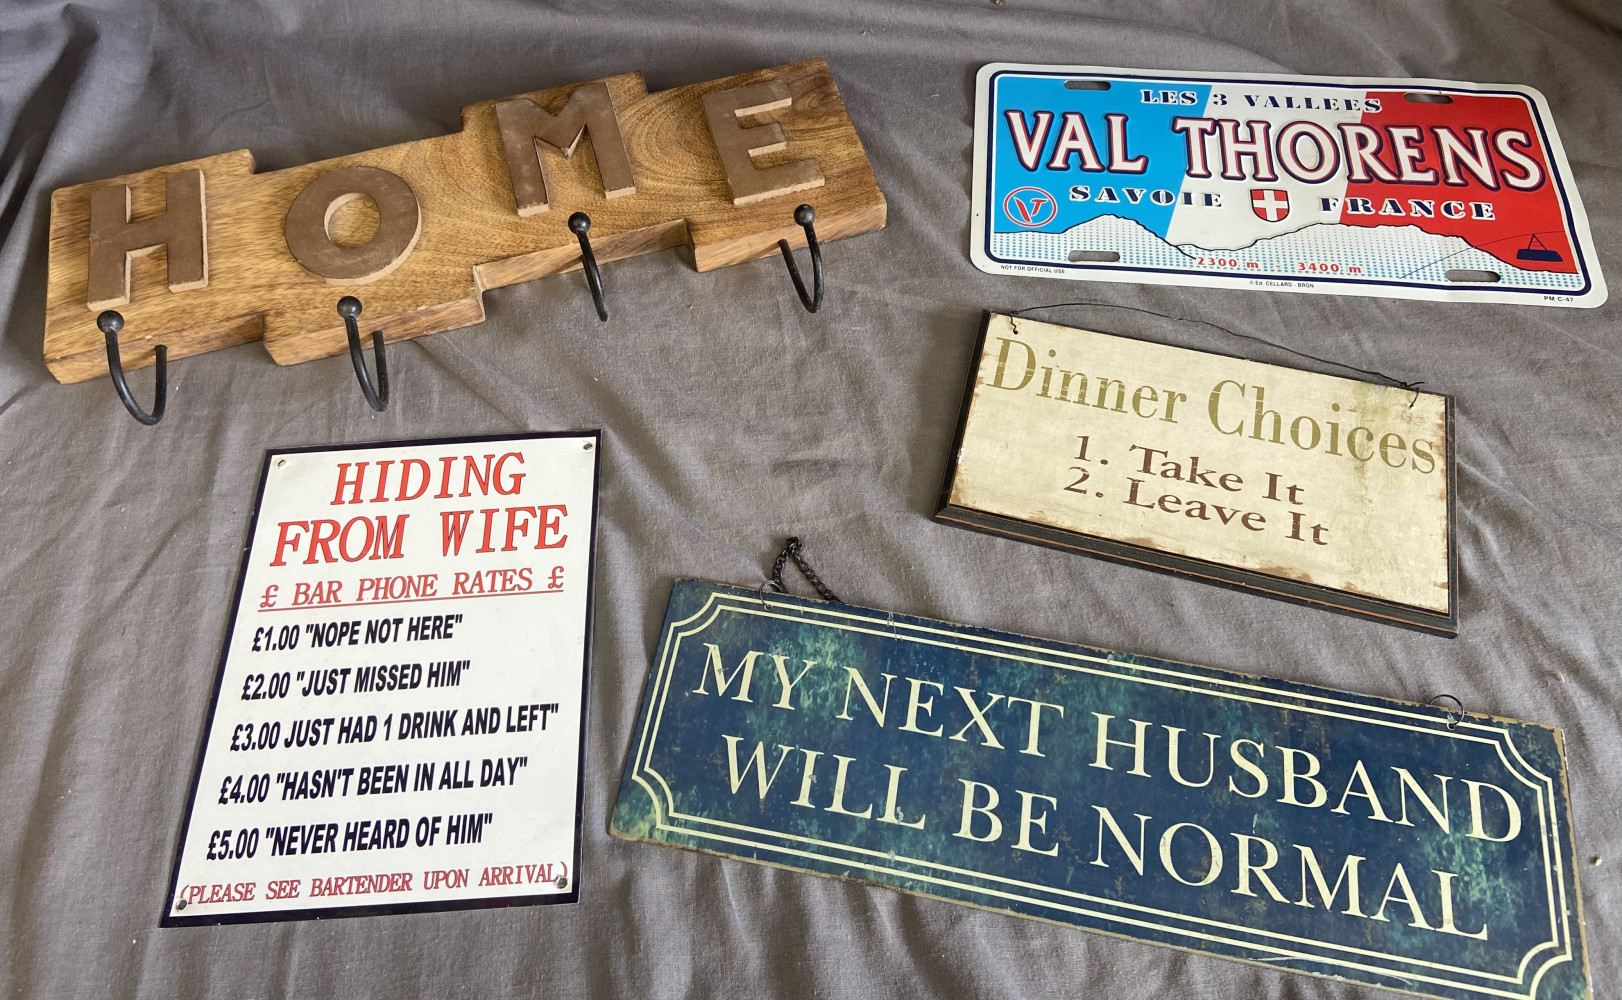 HOME
LES 3 VALLEES
VAL THORENS
SAVOIE FRANCE
2300 m 3400 m
NOT FOR OFFICIAL USE
© Ed. CELLARD - BRON
PM C-47
Dinner Choices
1. Take It
2. Leave It
HIDING
FROM WIFE
£ BAR PHONE RATES £
£1.00 "NOPE NOT HERE"
£2.00 "JUST MISSED HIM"
£3.00 JUST HAD 1 DRINK AND LEFT"
£4.00 "HASN'T BEEN IN ALL DAY"
£5.00 "NEVER HEARD OF HIM"
(PLEASE SEE BARTENDER UPON ARRIVAL)
MY NEXT HUSBAND
WILL BE NORMAL